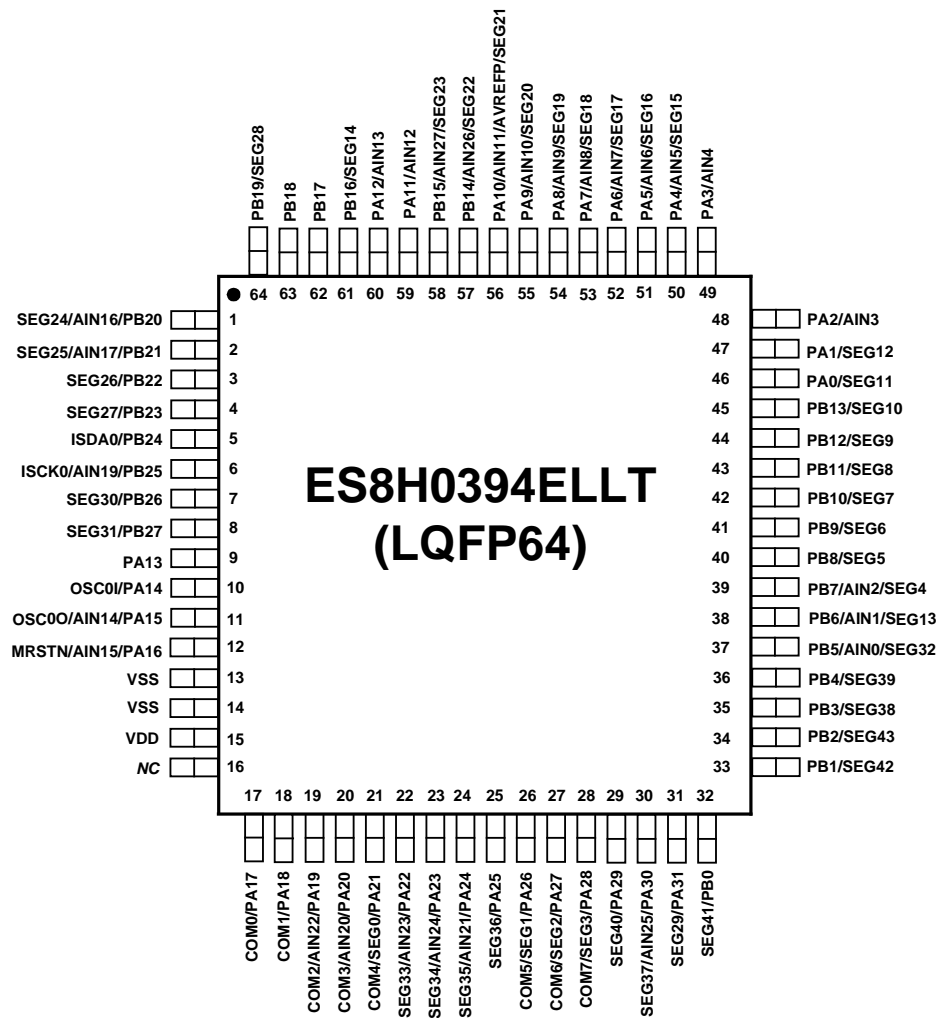 PB19/SEG28
PB18
PB17
PB16/SEG14
PA12/AIN13
PA11/AIN12
PB15/AIN27/SEG23
PB14/AIN26/SEG22
PA10/AIN11/AVREFP/SEG21
PA9/AIN10/SEG20
PA8/AIN9/SEG19
PA7/AIN8/SEG18
PA6/AIN7/SEG17
PA5/AIN6/SEG16
PA4/AIN5/SEG15
PA3/AIN4
64 63 62 61 60 59 58 57 56 55 54 53 52 51 50 49
SEG24/AIN16/PB20 1
SEG25/AIN17/PB21 2
SEG26/PB22 3
SEG27/PB23 4
ISDA0/PB24 5
ISCK0/AIN19/PB25 6
SEG30/PB26 7
SEG31/PB27 8
PA13 9
OSC0I/PA14 10
OSC0O/AIN14/PA15 11
MRSTN/AIN15/PA16 12
VSS 13
VSS 14
VDD 15
NC 16
ES8H0394ELLT
(LQFP64)
48 PA2/AIN3
47 PA1/SEG12
46 PA0/SEG11
45 PB13/SEG10
44 PB12/SEG9
43 PB11/SEG8
42 PB10/SEG7
41 PB9/SEG6
40 PB8/SEG5
39 PB7/AIN2/SEG4
38 PB6/AIN1/SEG13
37 PB5/AIN0/SEG32
36 PB4/SEG39
35 PB3/SEG38
34 PB2/SEG43
33 PB1/SEG42
17 18 19 20 21 22 23 24 25 26 27 28 29 30 31 32
COM0/PA17
COM1/PA18
COM2/AIN22/PA19
COM3/AIN20/PA20
COM4/SEG0/PA21
SEG33/AIN23/PA22
SEG34/AIN24/PA23
SEG35/AIN21/PA24
SEG36/PA25
COM5/SEG1/PA26
COM6/SEG2/PA27
COM7/SEG3/PA28
SEG40/PA29
SEG37/AIN25/PA30
SEG29/PA31
SEG41/PB0